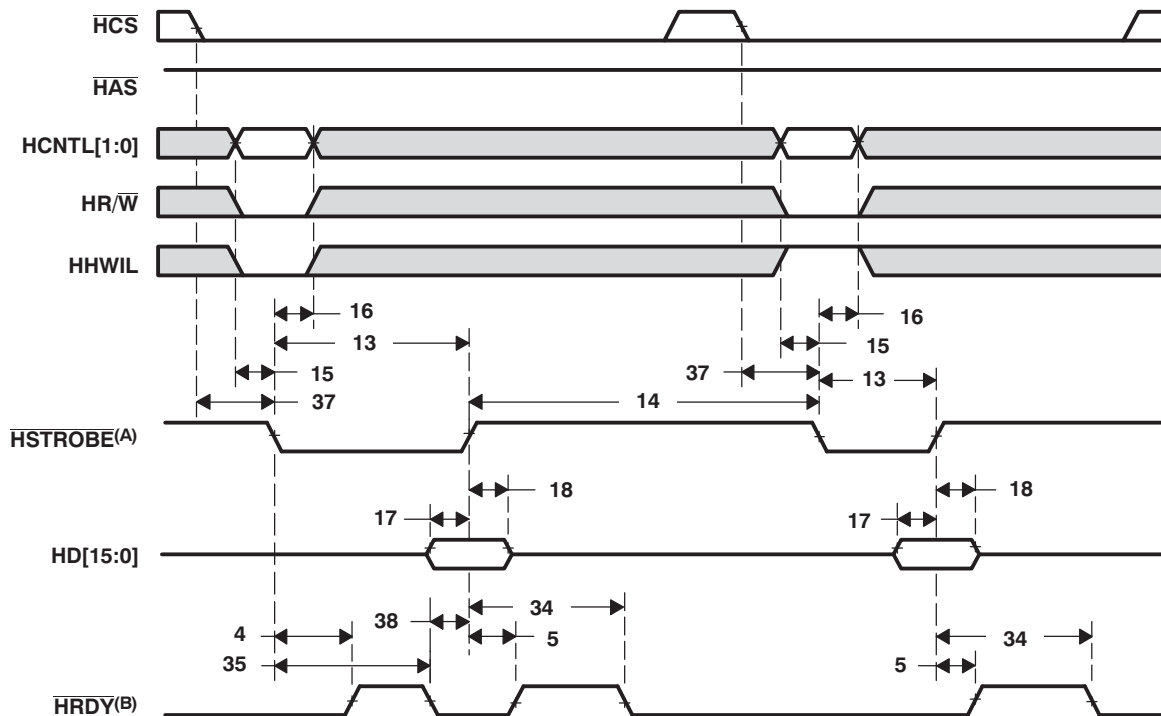 HCS
HAS
HCNTL[1:0]
HR/W
HHWIL
16
16
13
15
15
37
13
37
14
HSTROBE(A)
18
18
17
17
HD[15:0]
34
38
34
4
5
35
5
HRDY(B)